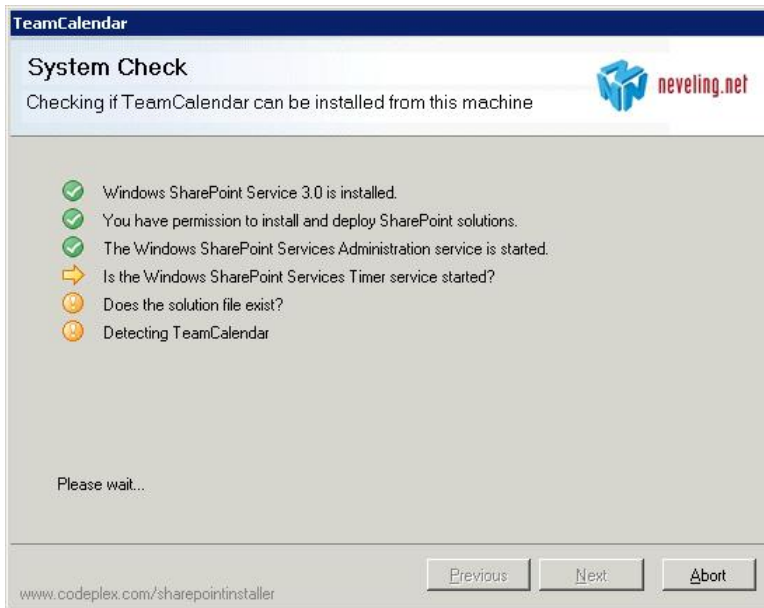 TeamCalendar
System Check
Checking if TeamCalendar can be installed from this machine
neveling.net
Windows SharePoint Service 3.0 is installed.
You have permission to install and deploy SharePoint solutions.
The Windows SharePoint Services Administration service is started.
Is the Windows SharePoint Services Timer service started?
Does the solution file exist?
Detecting TeamCalendar
Please wait...
Previous Next Abort
www.codeplex.com/sharepointinstaller